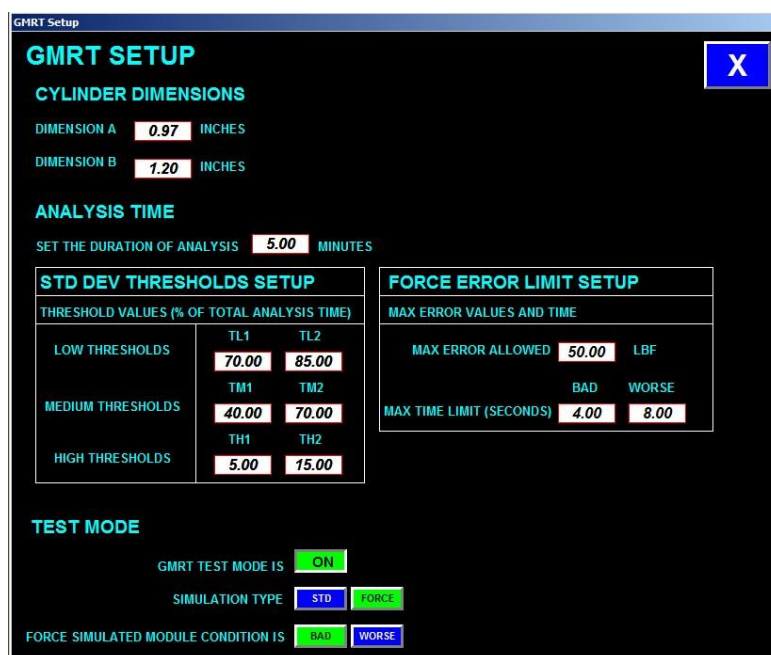 GMRT Setup
GMRT SETUP
X
CYLINDER DIMENSIONS
DIMENSION A 0.97 INCHES
DIMENSION B 1.20 INCHES
ANALYSIS TIME
SET THE DURATION OF ANALYSIS 5.00 MINUTES
STD DEV THRESHOLDS SETUP
THRESHOLD VALUES (% OF TOTAL ANALYSIS TIME)
TL1 TL2
LOW THRESHOLDS
70.00 85.00
TM1 TM2
MEDIUM THRESHOLDS
40.00 70.00
TH1 TH2
HIGH THRESHOLDS
5.00 15.00
FORCE ERROR LIMIT SETUP
MAX ERROR VALUES AND TIME
MAX ERROR ALLOWED 50.00 LBF
BAD WORSE
MAX TIME LIMIT (SECONDS) 4.00 8.00
TEST MODE
GMRT TEST MODE IS ON
SIMULATION TYPE STD FORCE
FORCE SIMULATED MODULE CONDITION IS BAD WORSE